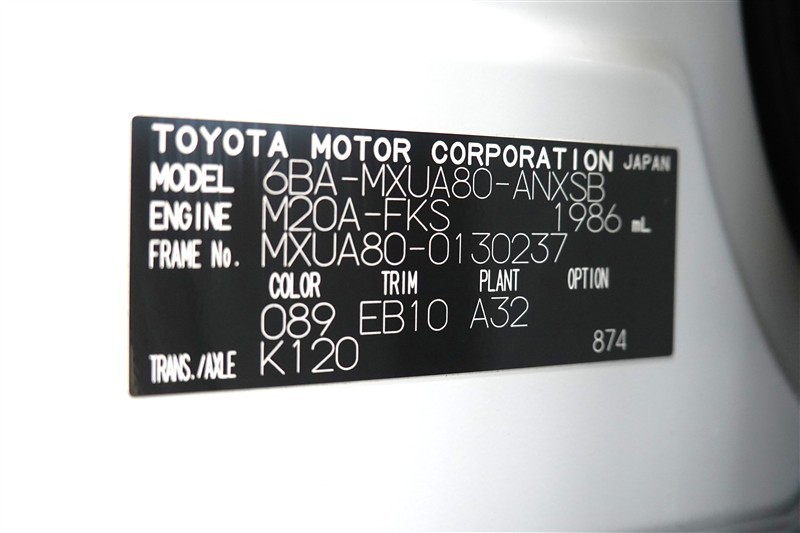 TOYOTA MOTOR CORPORATION JAPAN
MODEL 6BA-MXUA80-ANXSB
ENGINE M20A-FKS 1986 mL
FRAME No. MXUA80-0130237
COLOR TRIM PLANT OPTION
089 EB10 A32
TRANS./AXLE K120 874